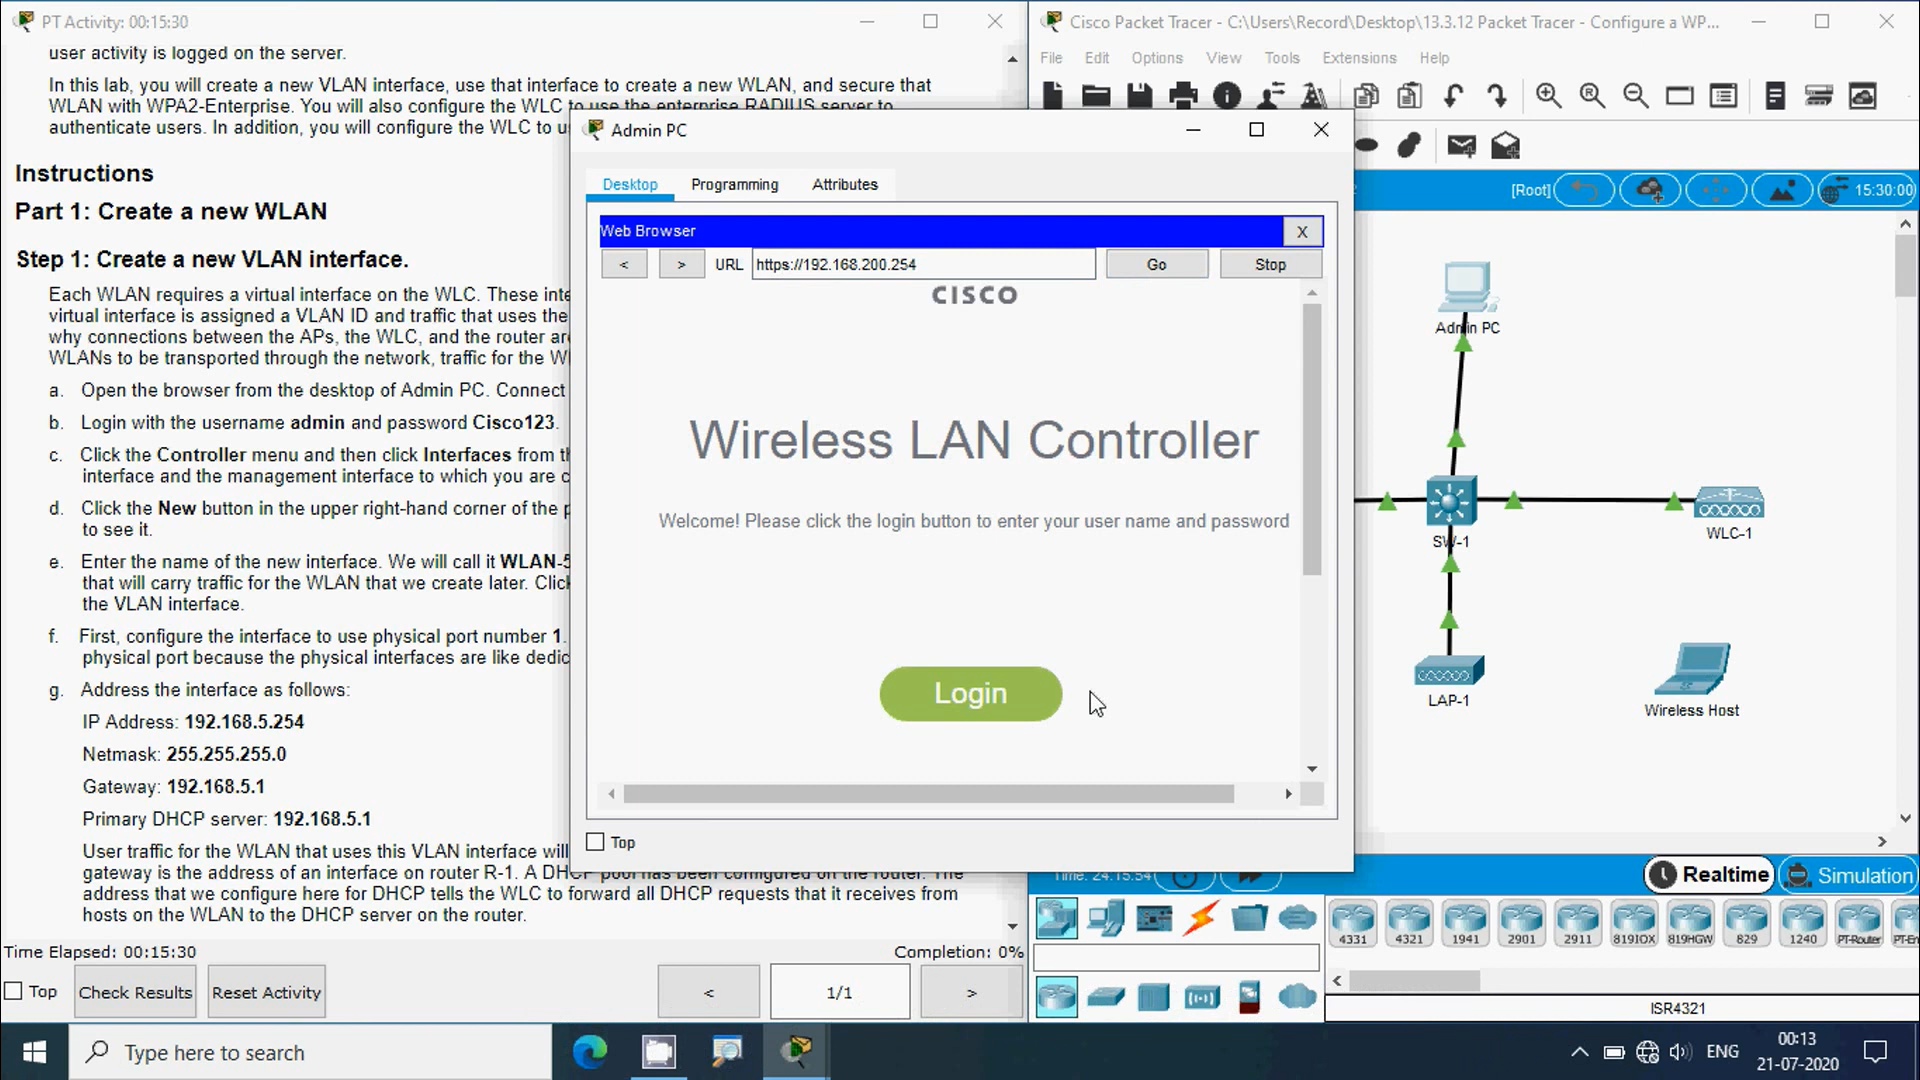 PT Activity: 00:15:30
user activity is logged on the server.
In this lab, you will create a new VLAN interface, use that interface to create a new WLAN, and secure that
WLAN with WPA2-Enterprise. You will also configure the WLC to use the enterprise RADIUS server to
authenticate users. In addition, you will configure the WLC to
Instructions
Part 1: Create a new WLAN
Step 1: Create a new VLAN interface.
Each WLAN requires a virtual interface on the WLC. These
virtual interface is assigned a VLAN ID and traffic that uses the
why connections between the APs, the WLC, and the router
WLANs to be transported through the network, traffic for the
a. Open the browser from the desktop of Admin PC. Connect
b. Login with the username admin and password Cisco123.
c. Click the Controller menu and then click Interfaces from
interface and the management interface to which you are
d. Click the New button in the upper right-hand corner of the
to see it.
e. Enter the name of the new interface. We will call it WLAN-5
that will carry traffic for the WLAN that we create later. Click
the VLAN interface.
f. First, configure the interface to use physical port number 1.
physical port because the physical interfaces are like
g. Address the interface as follows:
IP Address: 192.168.5.254
Netmask: 255.255.255.0
Gateway: 192.168.5.1
Primary DHCP server: 192.168.5.1
User traffic for the WLAN that uses this VLAN interface will
gateway is the address of an interface on router R-1. A DHCP pool has been configured on the router. The
address that we configure here for DHCP tells the WLC to forward all DHCP requests that it receives from
hosts on the WLAN to the DHCP server on the router.
Time Elapsed: 00:15:30
Completion: 0%
Top
Check Results
Reset Activity
<
1/1
>
Admin PC
Desktop
Programming
Attributes
Web Browser
X
<
>
URL
https://192.168.200.254
Go
Stop
CISCO
Wireless LAN Controller
Welcome! Please click the login button to enter your user name and password
Login
Top
Cisco Packet Tracer - C:\Users\Record\Desktop\13.3.12 Packet Tracer - Configure a WP...
File
Edit
Options
View
Tools
Extensions
Help
[Root]
15:30:00
Admin PC
SW-1
WLC-1
LAP-1
Wireless Host
Time: 24:15:54
Realtime
Simulation
4331
4321
1941
2901
2911
819IOX
819HGW
829
1240
PT-Router
PT-Em
ISR4321
Type here to search
ENG
00:13
21-07-2020